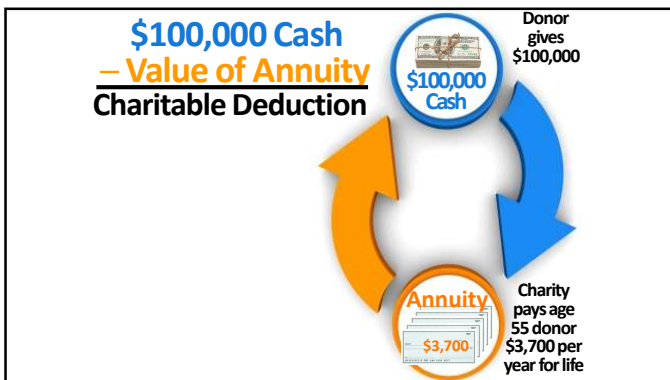 $100,000 Cash
– Value of Annuity
Charitable Deduction
Donor
gives
$100,000
$100,000
Cash
Annuity
$3,700
Charity
pays age
55 donor
$3,700 per
year for life